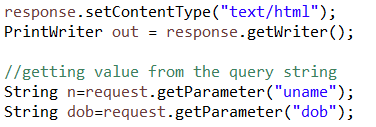 response.setContentType("text/html");
PrintWriter out = response.getWriter();
//getting value from the query string
String n=request.getParameter("uname");
String dob=request.getParameter("dob");